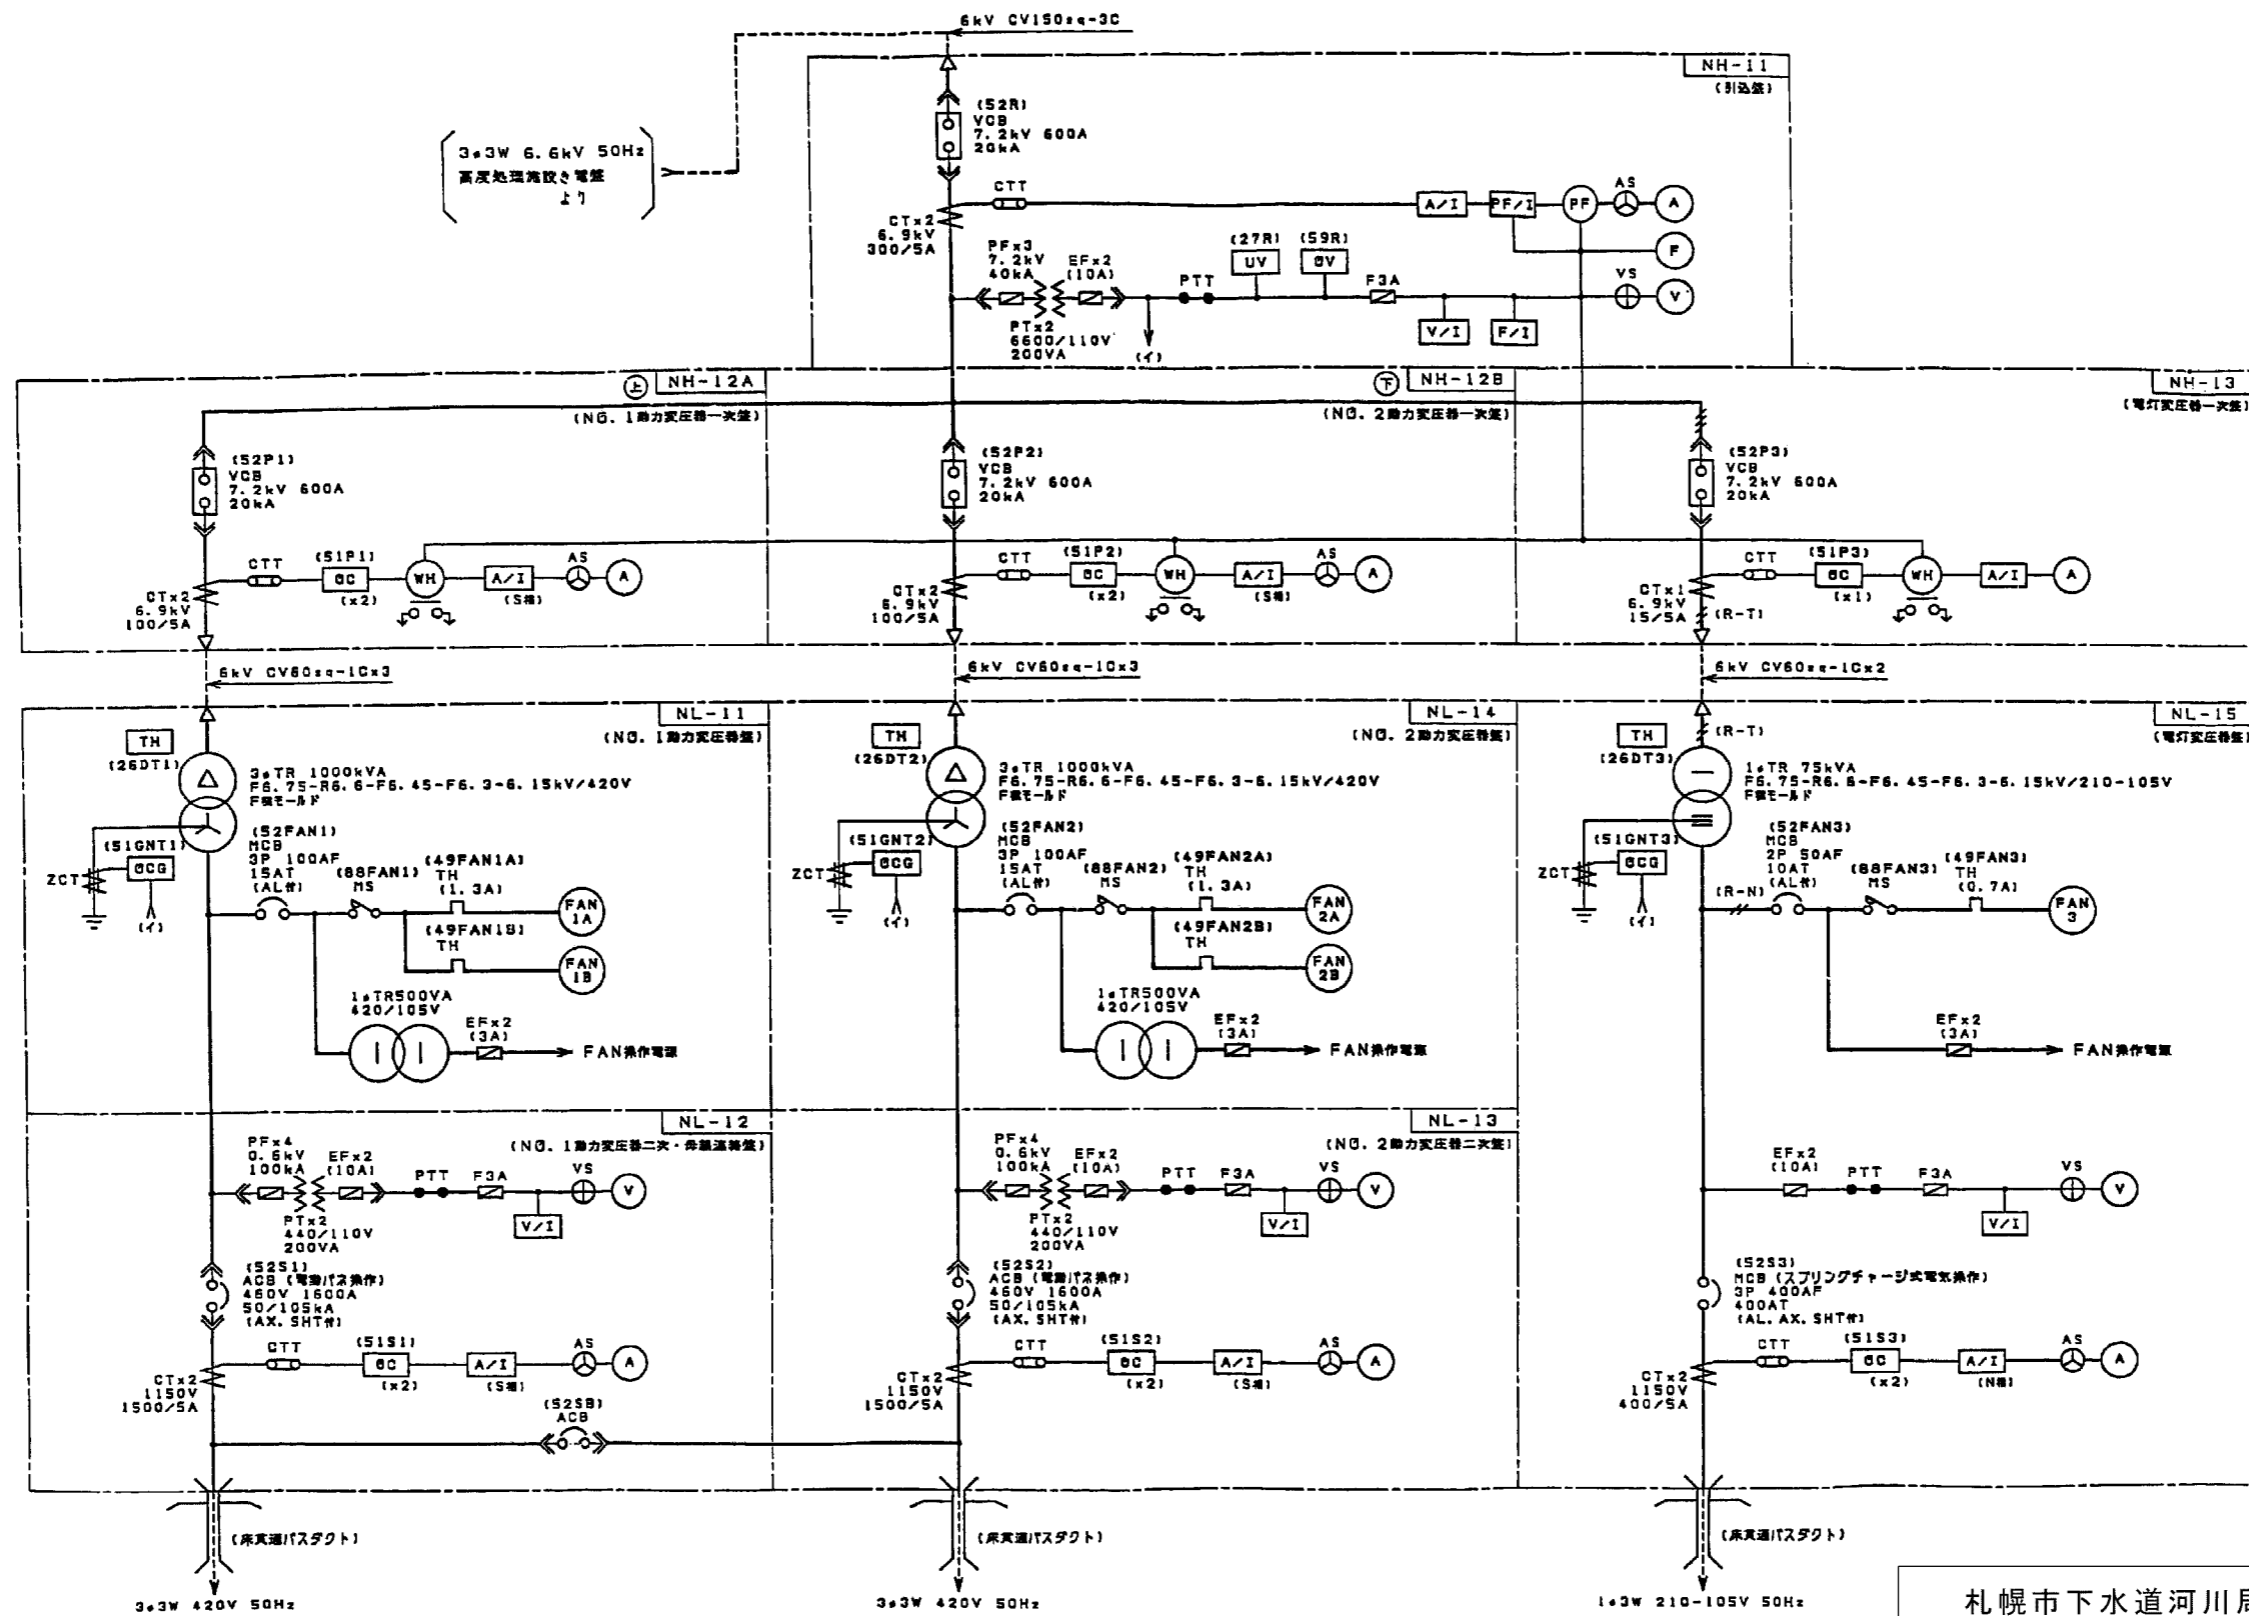 6kV CV150sq-3C
NH-11
(引込盤)
3φ3W 6.6kV 50Hz
高度処理施設き電盤
より
(52R)
VCB
7.2kV 600A
20kA
CTT
A/I
PF/I
PF
AS
A
CTx2
6.9kV
300/5A
F
PFx3
7.2kV
40kA
EFx2
(10A)
PTT
(27R)
UV
(59R)
OV
F3A
VS
V
PTx2
6600/110V
200VA
(イ)
V/I
F/I
上
NH-12A
(NO.1動力変圧器一次盤)
下
NH-12B
(NO.2動力変圧器一次盤)
NH-13
(電灯変圧器一次盤)
(52P1)
VCB
7.2kV 600A
20kA
CTT
(51P1)
OC
(x2)
WH
A/I
(S相)
AS
A
CTx2
6.9kV
100/5A
(52P2)
VCB
7.2kV 600A
20kA
CTT
(51P2)
OC
(x2)
WH
A/I
(S相)
AS
A
CTx2
6.9kV
100/5A
(52P3)
VCB
7.2kV 600A
20kA
CTT
(51P3)
OC
(x1)
WH
A/I
A
CTx1
6.9kV
15/5A
(R-T)
6kV CV60sq-1Cx3
6kV CV60sq-1Cx3
6kV CV60sq-1Cx2
NL-11
(NO.1動力変圧器盤)
TH
(26DT1)
3φTR 1000kVA
F6.75-R6.6-F6.45-F6.3-6.15kV/420V
F種モールド
(51GNT1)
OCG
ZCT
(イ)
(52FAN1)
MCB
3P 100AF
15AT
(AL付)
(88FAN1)
MS
(49FAN1A)
TH
(1.3A)
FAN
1A
(49FAN1B)
TH
FAN
1B
1φTR500VA
420/105V
EFx2
(3A)
FAN操作電源
NL-14
(NO.2動力変圧器盤)
TH
(26DT2)
3φTR 1000kVA
F6.75-R6.6-F6.45-F6.3-6.15kV/420V
F種モールド
(51GNT2)
OCG
ZCT
(イ)
(52FAN2)
MCB
3P 100AF
15AT
(AL付)
(88FAN2)
MS
(49FAN2A)
TH
(1.3A)
FAN
2A
(49FAN2B)
TH
FAN
2B
1φTR500VA
420/105V
EFx2
(3A)
FAN操作電源
NL-15
(電灯変圧器盤)
TH
(26DT3)
(R-T)
1φTR 75kVA
F6.75-R6.6-F6.45-F6.3-6.15kV/210-105V
F種モールド
(51GNT3)
OCG
ZCT
(イ)
(52FAN3)
MCB
2P 50AF
10AT
(AL付)
(R-N)
(88FAN3)
MS
(49FAN3)
TH
(0.7A)
FAN
3
EFx2
(3A)
FAN操作電源
NL-12
(NO.1動力変圧器二次・母線連絡盤)
PFx4
0.6kV
100kA
EFx2
(10A)
PTT
F3A
VS
V
V/I
PTx2
440/110V
200VA
(52S1)
ACB (電動バネ操作)
460V 1600A
50/105kA
(AX.SHT付)
CTT
(51S1)
OC
(x2)
A/I
(S相)
AS
A
CTx2
1150V
1500/5A
(52SB)
ACB
NL-13
(NO.2動力変圧器二次盤)
PFx4
0.6kV
100kA
EFx2
(10A)
PTT
F3A
VS
V
V/I
PTx2
440/110V
200VA
(52S2)
ACB (電動バネ操作)
460V 1600A
50/105kA
(AX.SHT付)
CTT
(51S2)
OC
(x2)
A/I
(S相)
AS
A
CTx2
1150V
1500/5A
EFx2
(10A)
PTT
F3A
VS
V
V/I
(52S3)
MCB (スプリングチャージ式電気操作)
3P 400AF
400AT
(AL.AX.SHT付)
CTT
(51S3)
OC
(x2)
A/I
(N相)
AS
A
CTx2
1150V
400/5A
(床貫通バスダクト)
(床貫通バスダクト)
(床貫通バスダクト)
3φ3W 420V 50Hz
3φ3W 420V 50Hz
1φ3W 210-105V 50Hz
札幌市下水道河川局